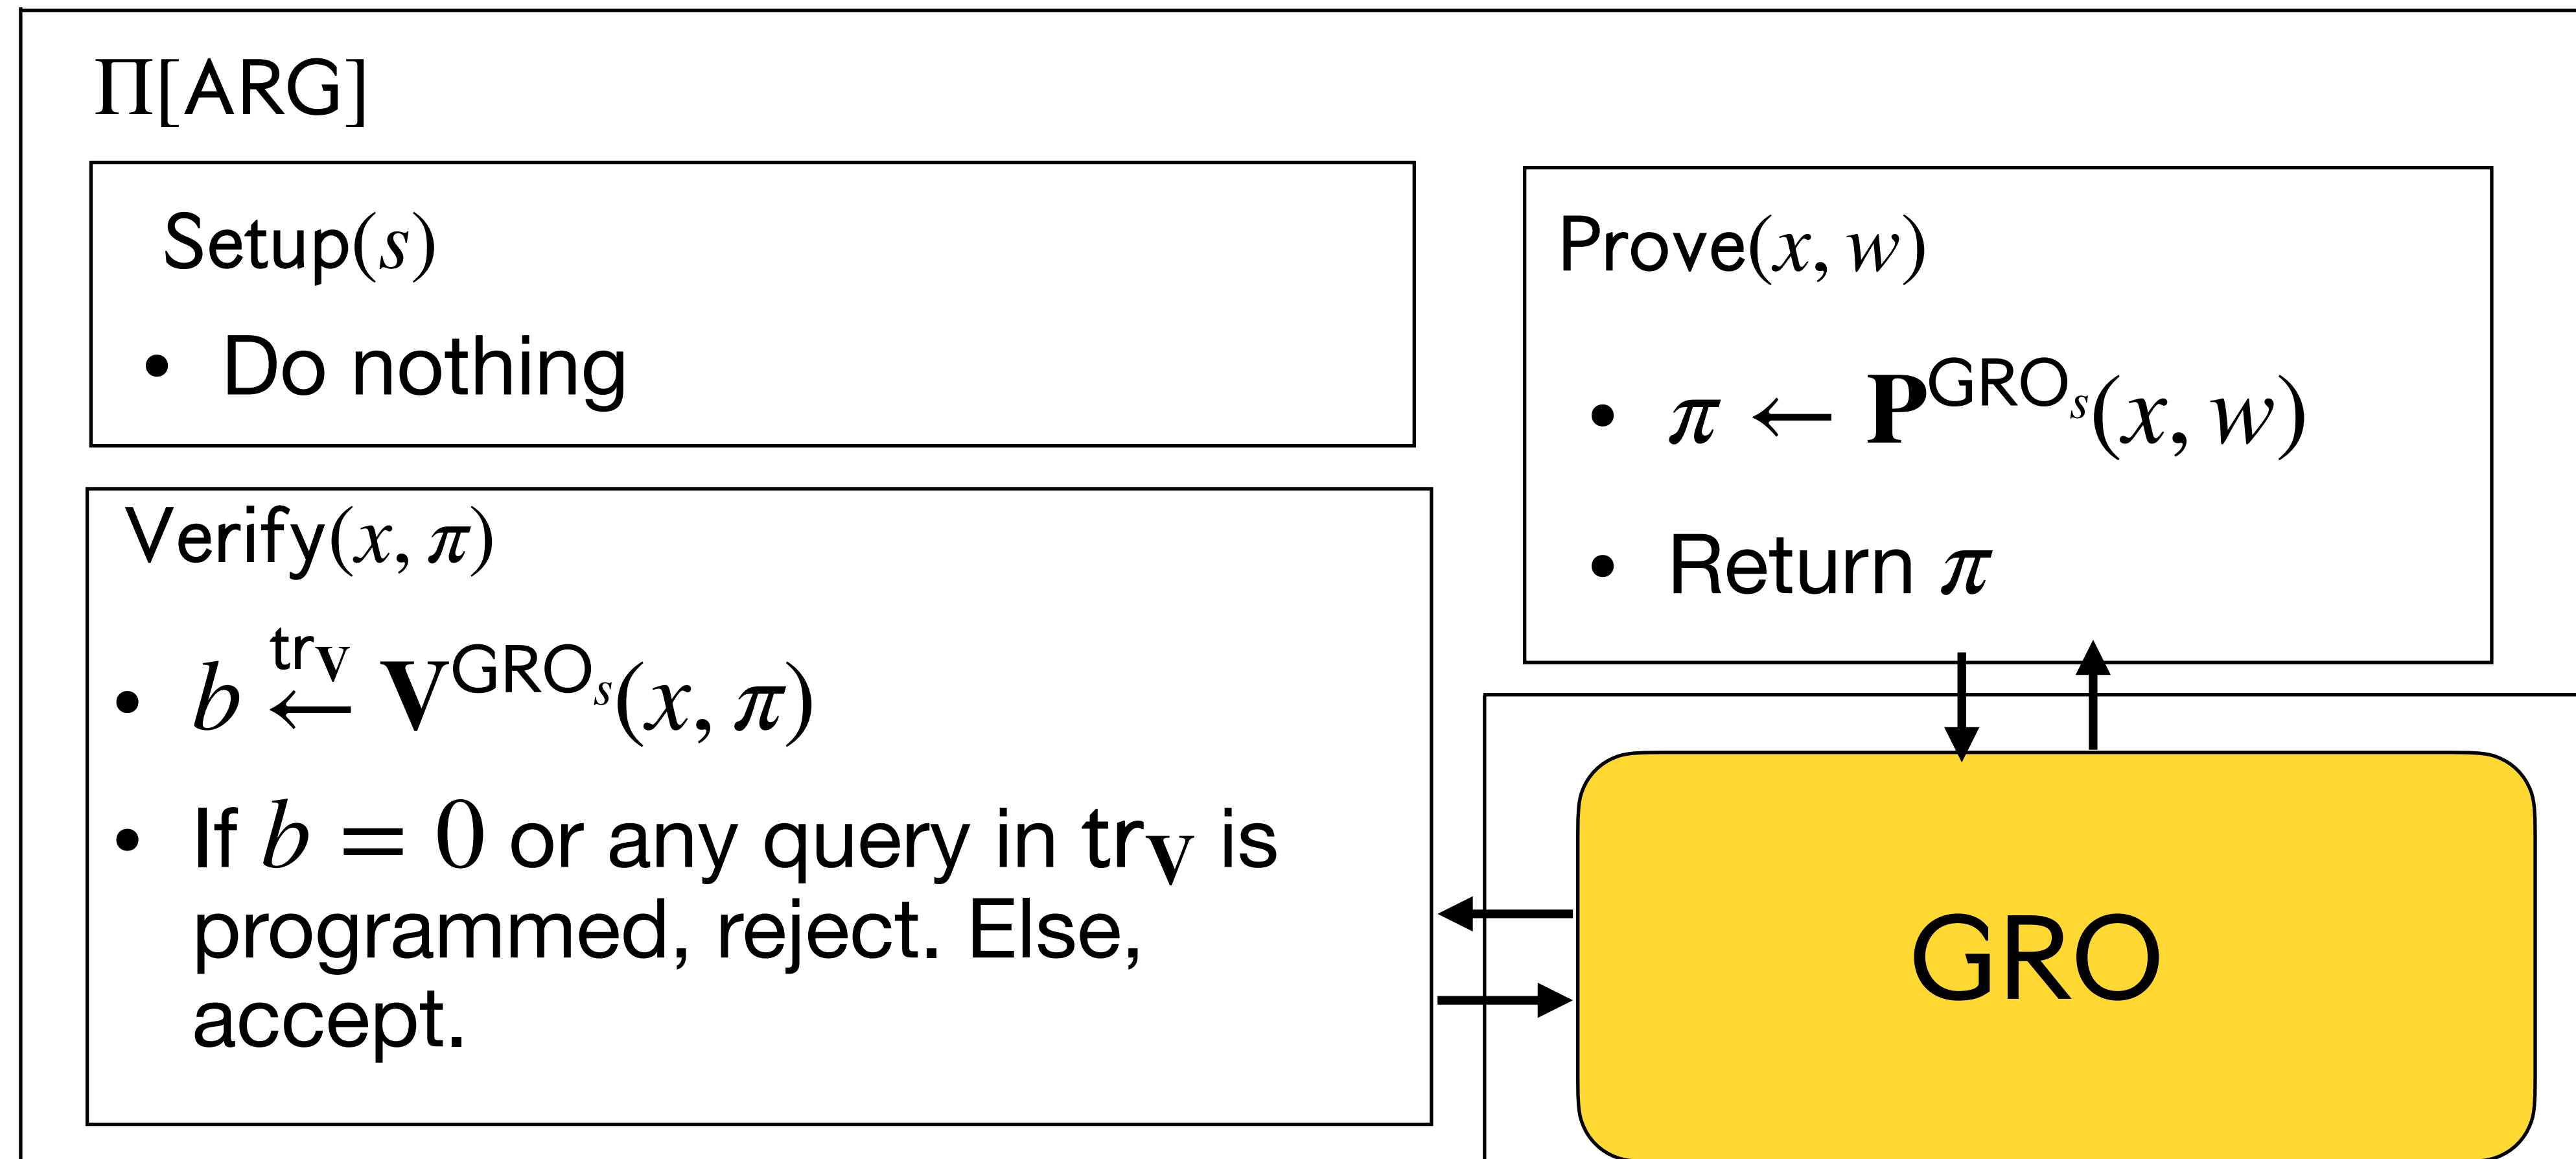 Π[ARG]
Setup(s)
• Do nothing
Prove(x, w)
• π ← P^{GRO_s}(x, w)
• Return π
Verify(x, π)
• b \overset{tr_V}{←} V^{GRO_s}(x, π)
• If b = 0 or any query in tr_V is
programmed, reject. Else,
accept.
GRO